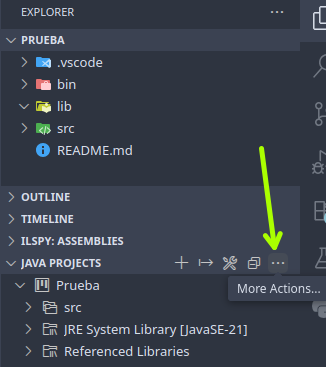 EXPLORER
PRUEBA
.vscode
bin
lib
src
README.md
OUTLINE
TIMELINE
ILSPY: ASSEMBLIES
JAVA PROJECTS
Prueba
More Actions...
src
JRE System Library [JavaSE-21]
Referenced Libraries